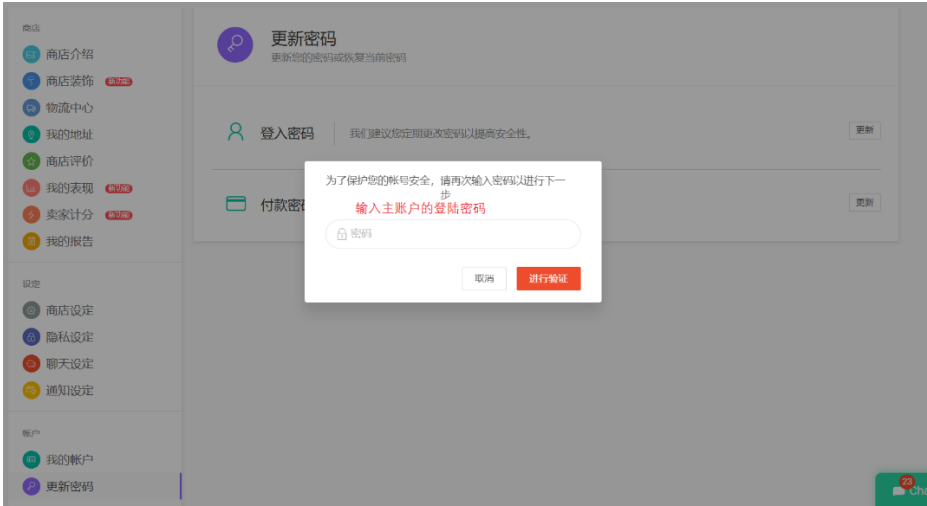 商店
商店介绍
商店装饰 新功能
物流中心
我的地址
商店评价
我的表现 新功能
卖家计分 新功能
我的报告
设定
商店设定
隐私设定
聊天设定
通知设定
帐户
我的帐户
更新密码
更新密码
更新您的密码或恢复当前密码
登入密码 我们建议您定期更改密码以提高安全性。 更新
付款密 更新
为了保护您的帐号安全，请再次输入密码以进行下一
步
输入主账户的登陆密码
密码
取消 进行验证
23
Cha